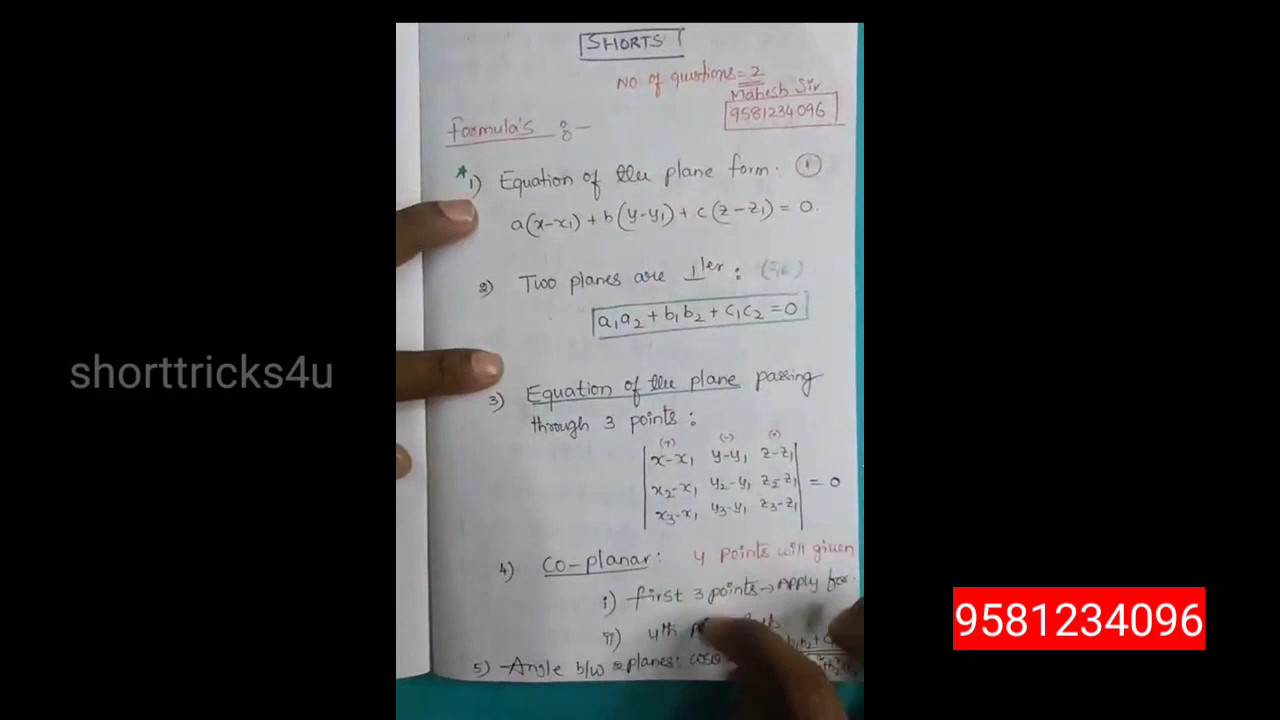 SHORTS
NO of questions = 2
Mahesh Sir
9581234096
Formula's :-
*1) Equation of the plane form. ①
a(x-x₁) + b(y-y₁) + c(z-z₁) = 0.
2) Two planes are ⊥ler :
a₁a₂ + b₁b₂ + c₁c₂ = 0
3) Equation of the plane passing
through 3 points :
(+) (-) (+)
x-x₁ y-y₁ z-z₁
x₂-x₁ y₂-y₁ z₂-z₁ = 0
x₃-x₁ y₃-y₁ z₃-z₁
4) Co-planar : 4 points will given
i) first 3 points → Apply for.
ii) 4th
5) Angle b/w 2 planes: cosθ
shorttricks4u
9581234096